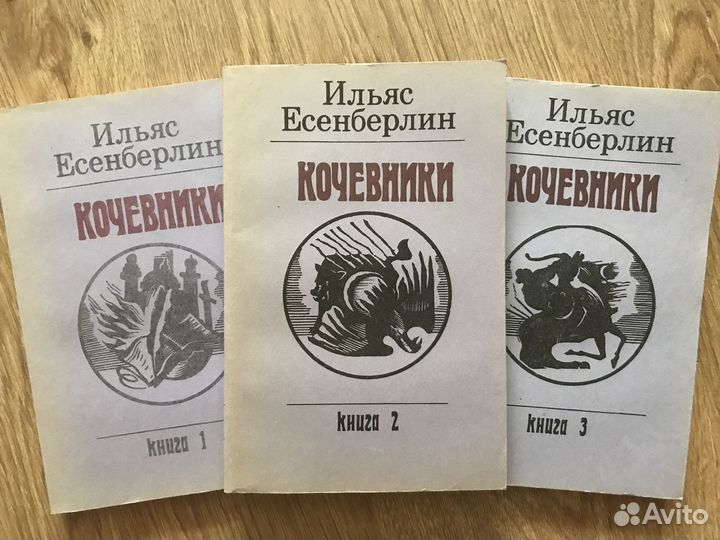 Ильяс
Есенберлин
КОЧЕВНИКИ
книга 1
Ильяс
Есенберлин
КОЧЕВНИКИ
книга 2
Ильяс
Есенберлин
КОЧЕВНИКИ
книга 3
Avito